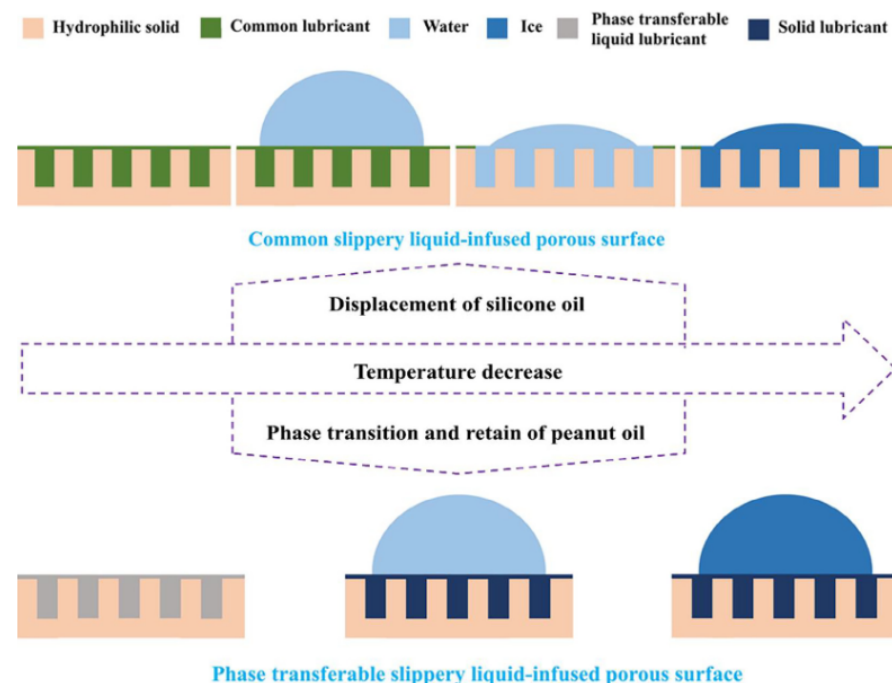 Hydrophilic solid Common lubricant Water Ice Phase transferable
liquid lubricant Solid lubricant
Common slippery liquid-infused porous surface
Displacement of silicone oil
Temperature decrease
Phase transition and retain of peanut oil
Phase transferable slippery liquid-infused porous surface